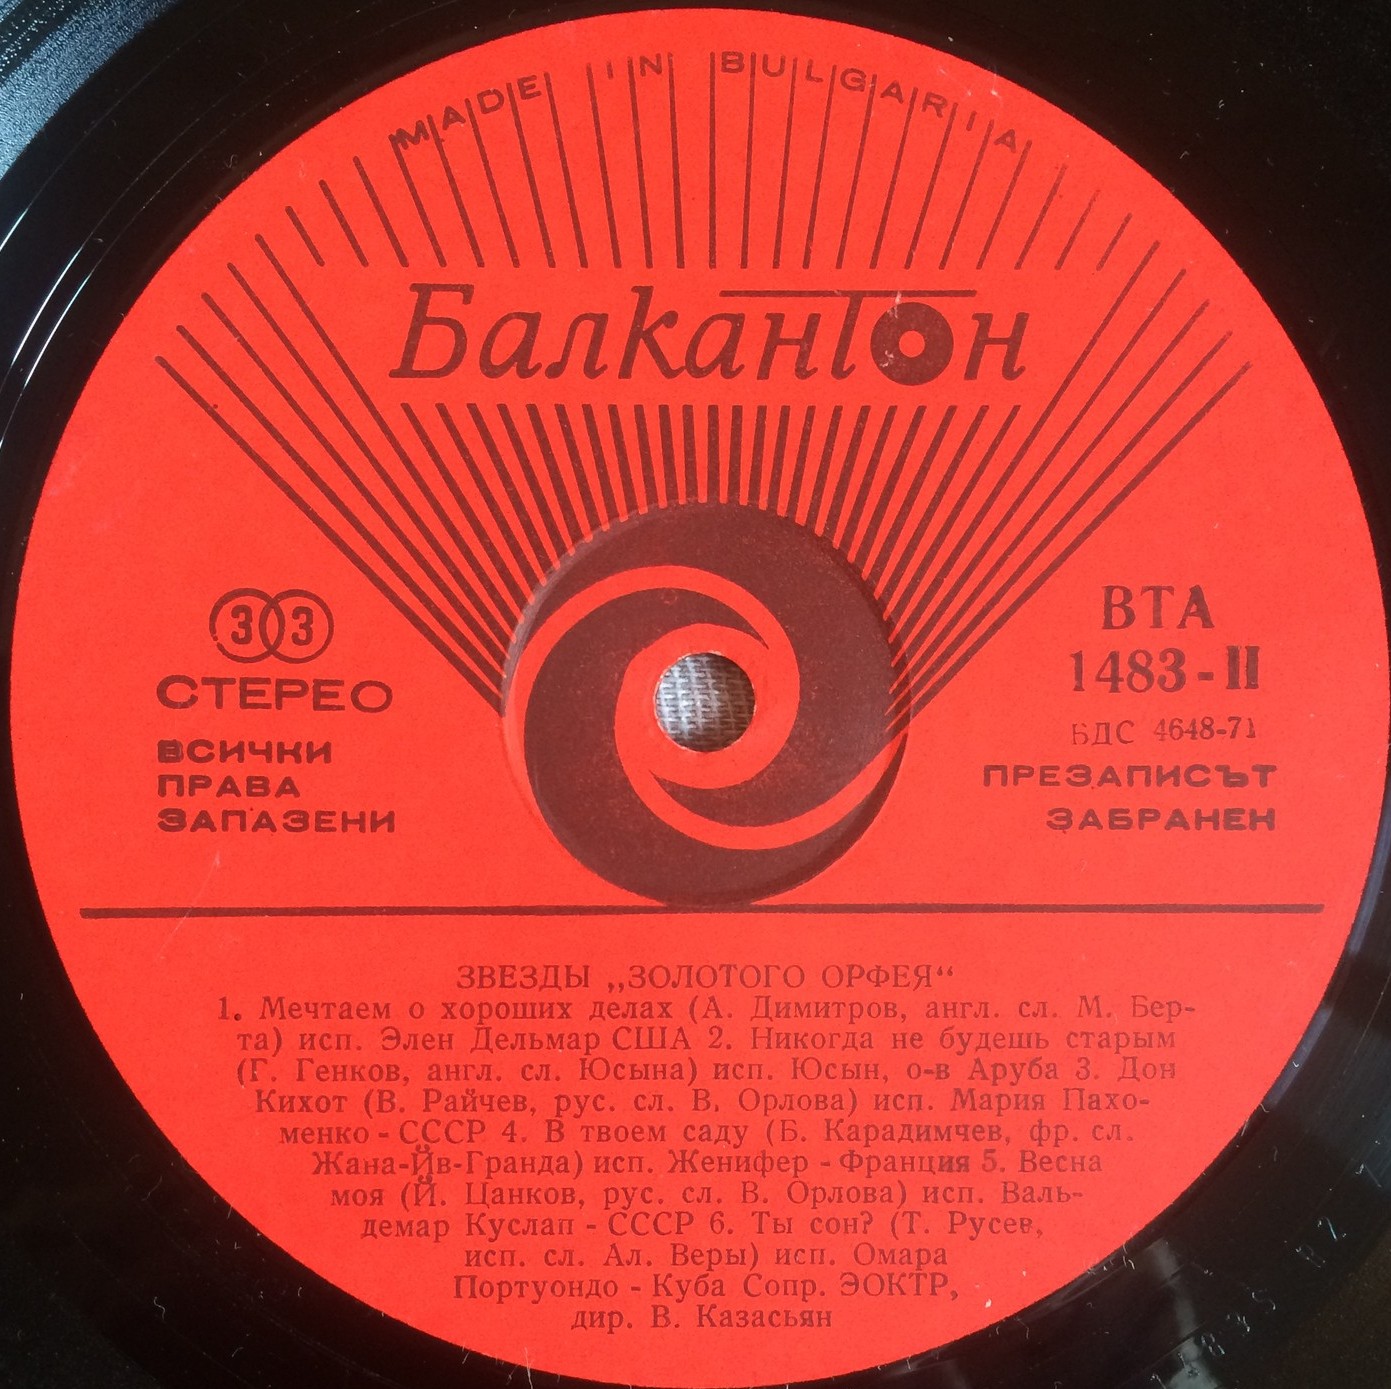 MADE IN BULGARIA
Балкантон
33
СТЕРЕО
ВСИЧКИ
ПРАВА
ЗАПАЗЕНИ
ВТА
1483-II
БДС 4648-71
ПРЕЗАПИСЪТ
ЗАБРАНЕН
ЗВЕЗДЫ „ЗОЛОТОГО ОРФЕЯ“
1. Мечтаем о хороших делах (А. Димитров, англ. сл. М. Бер-
та) исп. Элен Дельмар США 2. Никогда не будешь старым
(Г. Генков, англ. сл. Юсына) исп. Юсын, о-в Аруба 3. Дон
Кихот (В. Райчев, рус. сл. В. Орлова) исп. Мария Пахо-
менко - СССР 4. В твоем саду (Б. Карадимчев, фр. сл.
Жана-Йв-Гранда) исп. Женифер - Франция 5. Весна
моя (Й. Цанков, рус. сл. В. Орлова) исп. Валь-
демар Куслап - СССР 6. Ты сон? (Т. Русев,
исп. сл. Ал. Веры) исп. Омара
Портуондо - Куба Сопр. ЭОКТР,
дир. В. Казасьян